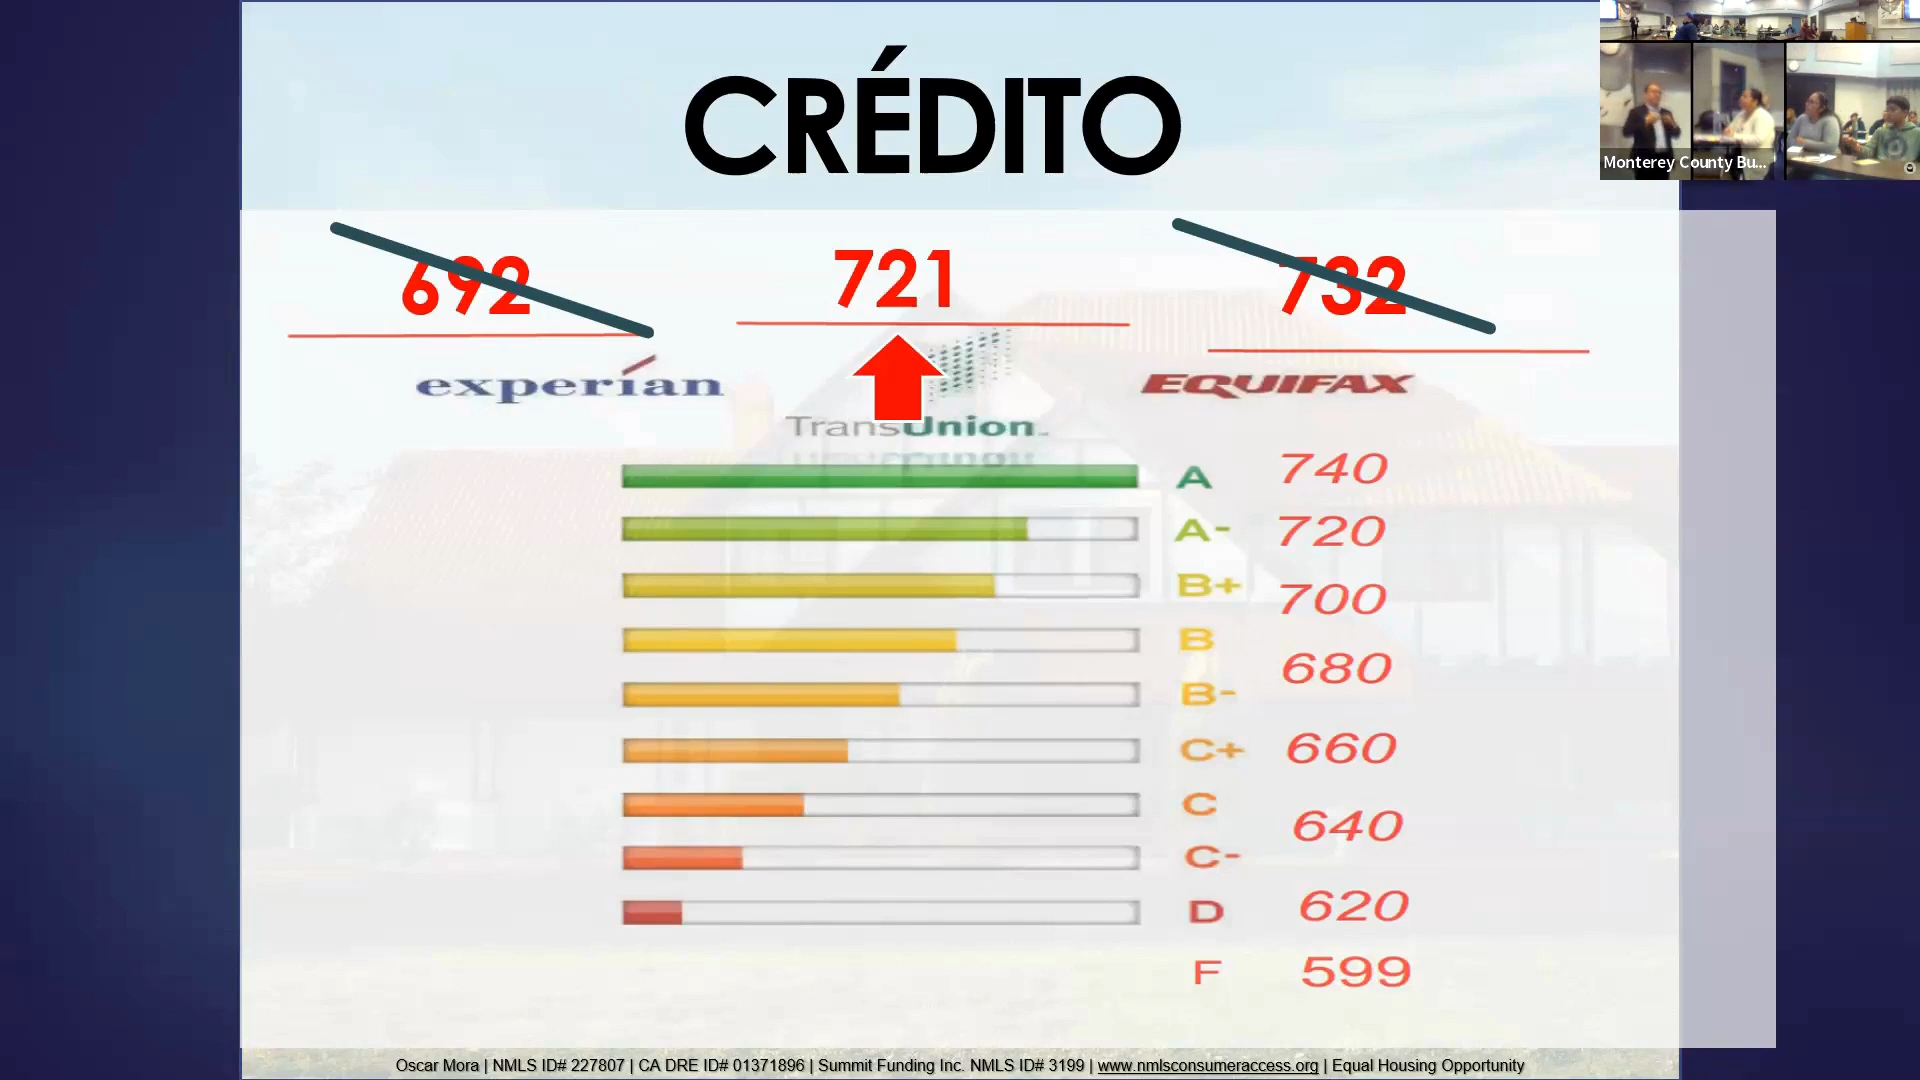 CRÉDITO
Monterey County Bu...
692 721 732
experian TransUnion EQUIFAX
A 740
A- 720
B+ 700
B
680
B-
C+ 660
C
640
C-
D 620
F 599
Oscar Mora | NMLS ID# 227807 | CA DRE ID# 01371896 | Summit Funding Inc. NMLS ID# 3199 | www.nmlsconsumeraccess.org | Equal Housing Opportunity